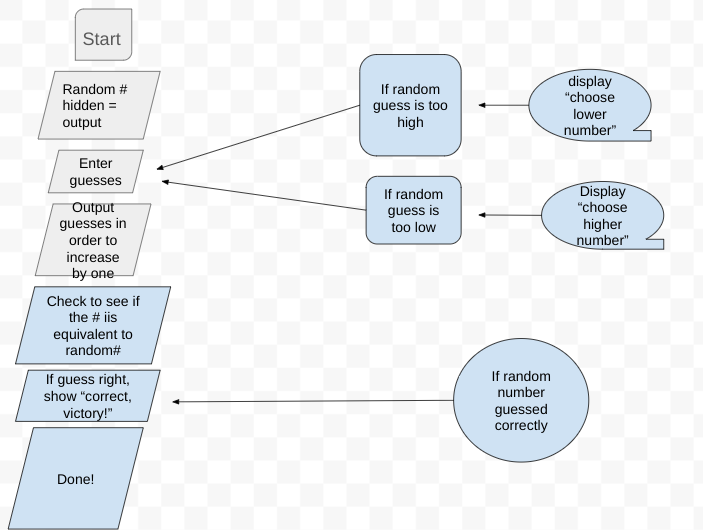 Start
Random #
hidden =
output
Enter
guesses
Output
guesses in
order to
increase
by one
Check to see if
the # iis
equivalent to
random#
If guess right,
show “correct,
victory!”
Done!
If random
guess is too
high
display
“choose
lower
number”
If random
guess is
too low
Display
“choose
higher
number”
If random
number
guessed
correctly